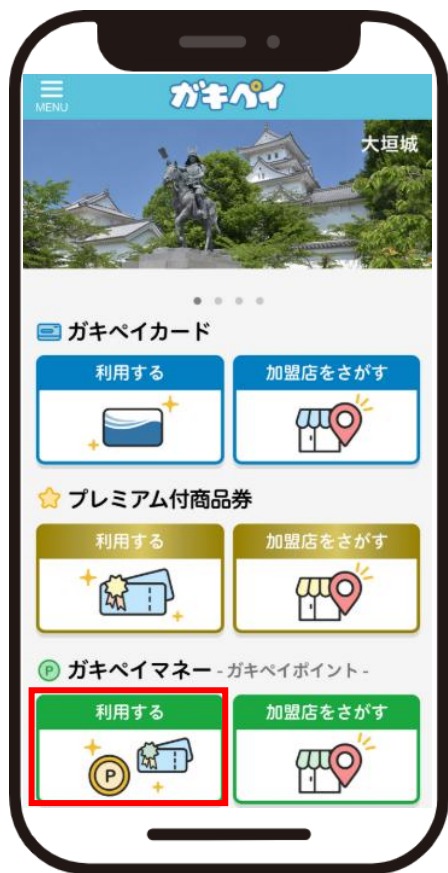 MENU
ガキペイ
大垣城
ガキペイカード
利用する
加盟店をさがす
プレミアム付商品券
利用する
加盟店をさがす
P ガキペイマネー - ガキペイポイント -
利用する
加盟店をさがす
P